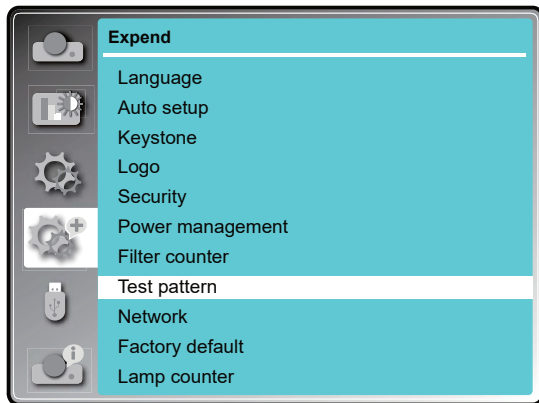 Expend
Language
Auto setup
Keystone
Logo
Security
Power management
Filter counter
Test pattern
Network
Factory default
Lamp counter